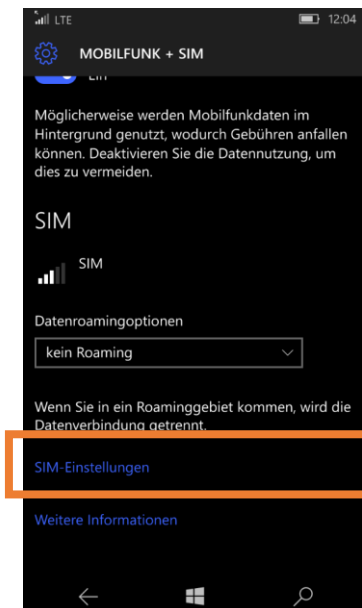 LTE 12:04
MOBILFUNK + SIM
Ein
Möglicherweise werden Mobilfunkdaten im
Hintergrund genutzt, wodurch Gebühren anfallen
können. Deaktivieren Sie die Datennutzung, um
dies zu vermeiden.
SIM
SIM
Datenroamingoptionen
kein Roaming
Wenn Sie in ein Roaminggebiet kommen, wird die
Datenverbindung getrennt.
SIM-Einstellungen
Weitere Informationen